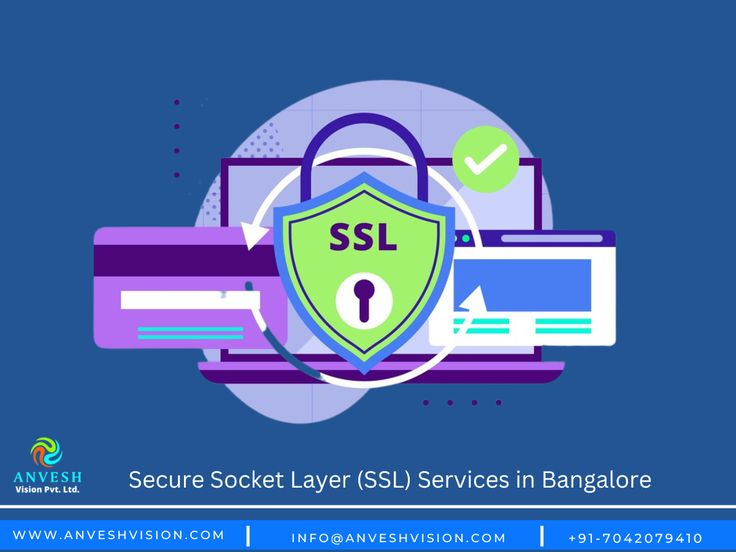 SSL
ANVESH
Vision Pvt. Ltd.
Secure Socket Layer (SSL) Services in Bangalore
WWW.ANVESHVISION.COM | INFO@ANVESHVISION.COM | +91-7042079410